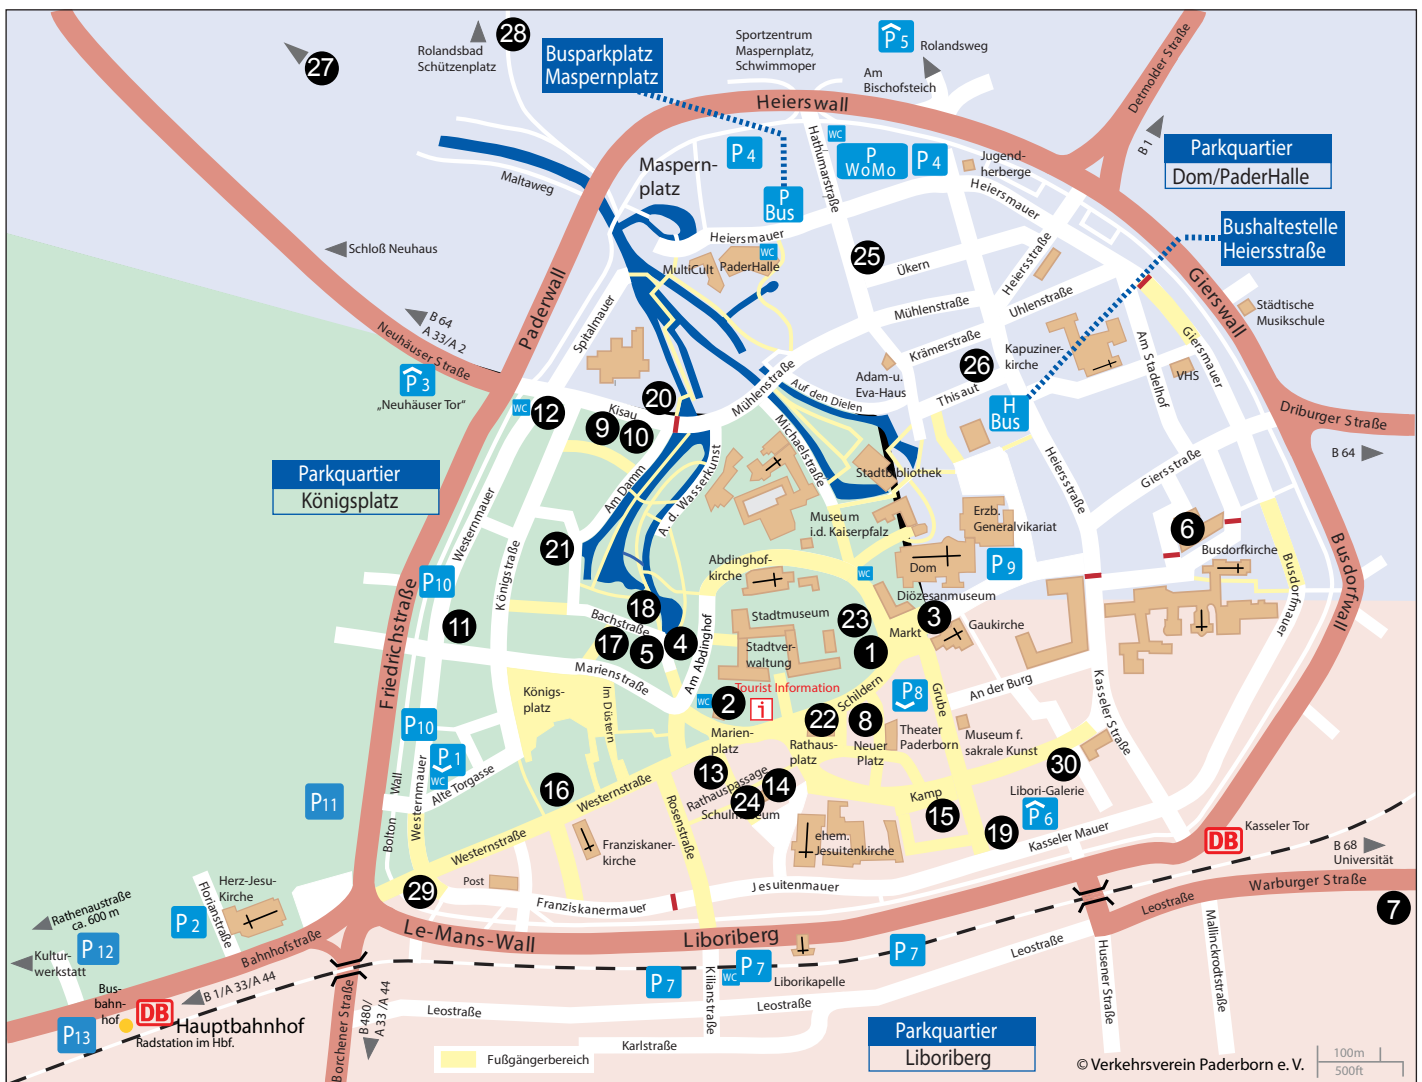 27
28
Rolandsbad
Schützenplatz
Busparkplatz
Maspernplatz
Sportzentrum
Maspernplatz,
Schwimmoper
P5
Rolandsweg
Am
Bischofsteich
Heierswall
Detmolder Straße
B 1
Parkquartier
Dom/PaderHalle
Bushaltestelle
Heiersstraße
Maltaweg
Maspern-
platz
P4
WC
P
WoMo
P4
Jugend-
herberge
Hathumarstraße
P
Bus
Heiersmauer
Heiersmauer
WC
MultiCult
PaderHalle
25
Ükern
Heiersstraße
Schloß Neuhaus
Paderwall
Spitalmauer
Mühlenstraße
Uhlenstraße
Gierswall
Städtische
Musikschule
B 64
A 33/A 2
Neuhäuser Straße
P3
„Neuhäuser Tor“
Krämerstraße
Kapuziner-
kirche
Am Stadelhof
Giersmauer
VHS
26
Adam-u.
Eva-Haus
Thisaut
Mühlenstraße
Auf den Dielen
Michaelstraße
H
Bus
Driburger Straße
B 64
WC
12
20
Kisau
9
10
Parkquartier
Königsplatz
Am Damm
A. d. Wasserkunst
Stadtbibliothek
Heiersstraße
Giersstraße
Westernmauer
Königstraße
Museum
i.d. Kaiserpfalz
Erzb.
Generalvikariat
6
Busdorfkirche
Busdorfwall
Busdorfmauer
21
Abdinghof-
kirche
WC
Dom
P9
Diözesanmuseum
P10
Friedrichstraße
11
18
Bachstraße
17
5
4
Am Abdinghof
Stadtmuseum
23
Markt
3
Gaukirche
1
Stadtver-
waltung
Marienstraße
Tourist Information
i
Schildern
P8
Grube
An der Burg
Kasseler Straße
Königs-
platz
Im Düstern
WC
2
Marien-
platz
22
8
Rathaus-
platz
Neuer
Platz
Theater
Paderborn
Museum f.
sakrale Kunst
30
Libori-Galerie
P10
P1
WC
Alte Torgasse
Westernmauer
Bolton Wall
P11
16
Westernstraße
13
Rathauspassage
14
24
Schulmuseum
Kamp
15
19
P6
Kasseler Mauer
DB
Kasseler Tor
B 68
Universität
Westernstraße
Rosenstraße
Franziskaner-
kirche
ehem.
Jesuitenkirche
Jesuitenmauer
Warburger Straße
7
29
Post
Franziskanermauer
Le-Mans-Wall
Liboriberg
Leostraße
Mallinckrodtstraße
Herz-Jesu-
Kirche
Florianstraße
P2
Rathenaustraße
ca. 600 m
P12
Kultur-
werkstatt
Bahnhofstraße
B 1/A 33/A 44
Bus-
bahn-
hof
DB
Hauptbahnhof
Radstation im Hbf.
P13
Borchener Straße
B 480/
A 33 /A 44
P7
WC
P7
Liborikapelle
P7
Leostraße
Husener Straße
Leostraße
Kilianstraße
Leostraße
Karlstraße
Fußgängerbereich
Parkquartier
Liboriberg
© Verkehrsverein Paderborn e. V.
100m
500ft